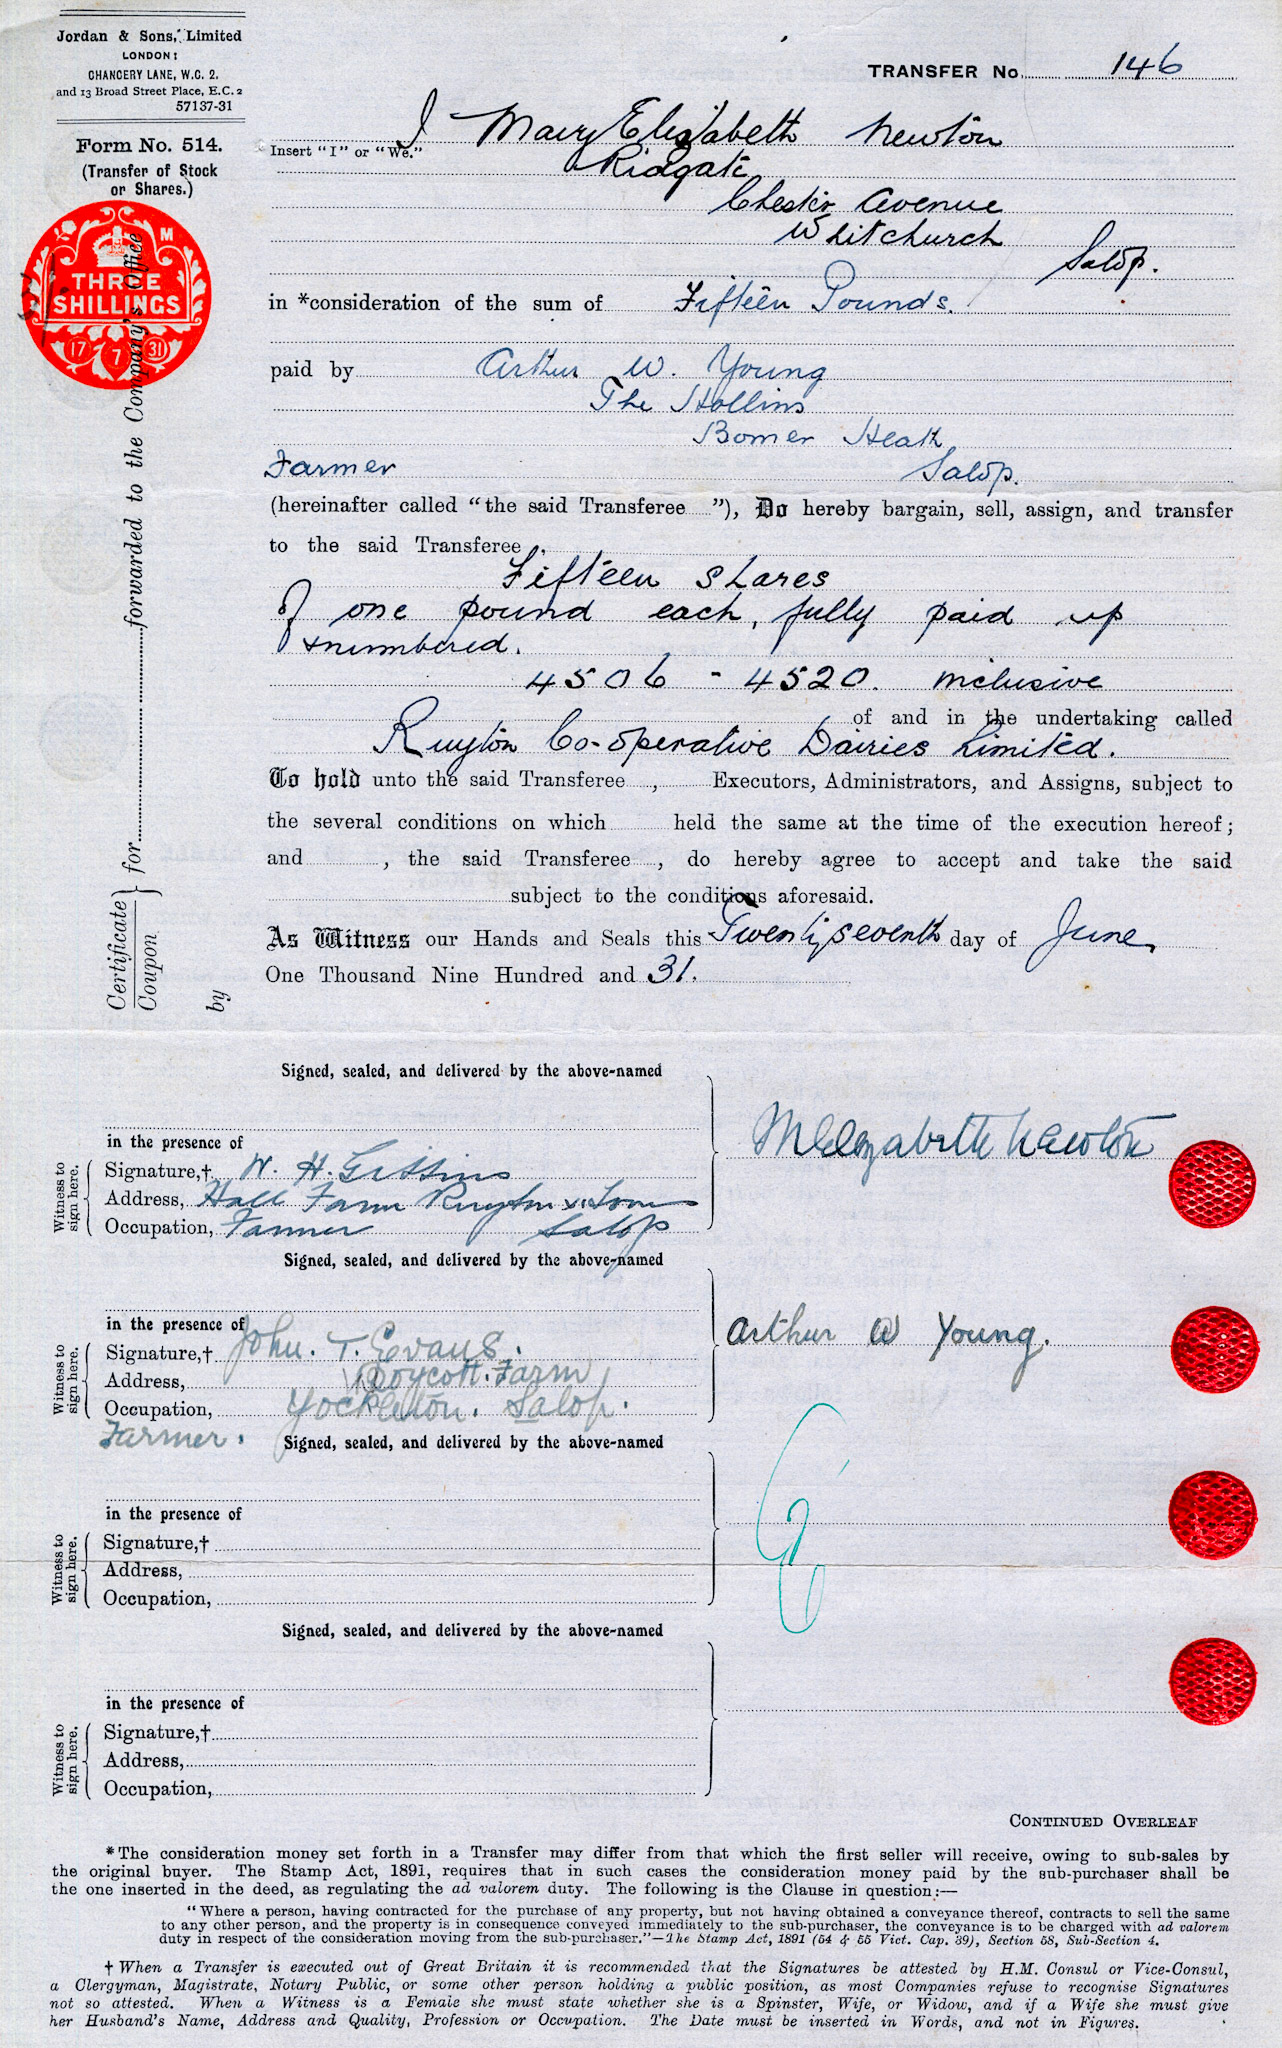 Jordan & Sons, Limited
LONDON:
CHANCERY LANE, W.C. 2.
and 13 Broad Street Place, E.C. 2
57137-31
Form No. 514.
(Transfer of Stock
or Shares.)
M
THREE
SHILLINGS
17 7 31
Certificate
Coupon } for forwarded to the Company's Office
by
TRANSFER No. 146
Insert "I" or "We." I Mary Elizabeth Newton
Ridgate
Chester Avenue
Whitchurch
Salop.
in *consideration of the sum of Fifteen Pounds.
paid by Arthur W. Young
The Hollins
Bomer Heath
Farmer Salop.
(hereinafter called "the said Transferee "), Do hereby bargain, sell, assign, and transfer
to the said Transferee
Fifteen shares
of one pound each, fully paid up
& numbered.
4506 - 4520. inclusive
of and in the undertaking called
Ruyton Co-operative Dairies Limited.
To hold unto the said Transferee , Executors, Administrators, and Assigns, subject to
the several conditions on which held the same at the time of the execution hereof;
and , the said Transferee , do hereby agree to accept and take the said
subject to the conditions aforesaid.
As Witness our Hands and Seals this Twenty seventh day of June,
One Thousand Nine Hundred and 31.
Signed, sealed, and delivered by the above-named
in the presence of
M Elizabeth Newton
Witness to
sign here.
Signature,† W. H. Gittins
Address, Hall Farm Ruyton xi Towns
Occupation, Farmer Salop
Signed, sealed, and delivered by the above-named
in the presence of
Arthur W Young.
Witness to
sign here.
Signature,† John. T. Evans.
Address, Boycott. Farm
Occupation, Yockleton. Salop.
Farmer.
Signed, sealed, and delivered by the above-named
in the presence of
Witness to
sign here.
Signature,†
Address,
Occupation,
Signed, sealed, and delivered by the above-named
in the presence of
Witness to
sign here.
Signature,†
Address,
Occupation,
CONTINUED OVERLEAF
*The consideration money set forth in a Transfer may differ from that which the first seller will receive, owing to sub-sales by
the original buyer. The Stamp Act, 1891, requires that in such cases the consideration money paid by the sub-purchaser shall be
the one inserted in the deed, as regulating the ad valorem duty. The following is the Clause in question:—
"Where a person, having contracted for the purchase of any property, but not having obtained a conveyance thereof, contracts to sell the same
to any other person, and the property is in consequence conveyed immediately to the sub-purchaser, the conveyance is to be charged with ad valorem
duty in respect of the consideration moving from the sub-purchaser."—The Stamp Act, 1891 (54 & 55 Vict. Cap. 39), Section 58, Sub-Section 4.
† When a Transfer is executed out of Great Britain it is recommended that the Signatures be attested by H.M. Consul or Vice-Consul,
a Clergyman, Magistrate, Notary Public, or some other person holding a public position, as most Companies refuse to recognise Signatures
not so attested. When a Witness is a Female she must state whether she is a Spinster, Wife, or Widow, and if a Wife she must give
her Husband's Name, Address and Quality, Profession or Occupation. The Date must be inserted in Words, and not in Figures.